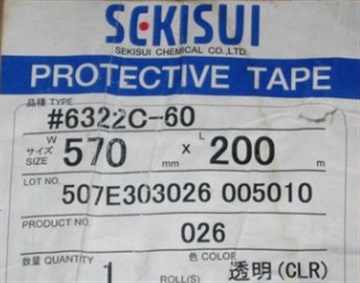 SEKISUI
SEKISUI CHEMICAL CO.,LTD.
PROTECTIVE TAPE
品種 TYPE
#6322C-60
サイズ SIZE W 570 mm x L 200 m
LOT NO.
507E303026 005010
PRODUCT NO.
026
数量 QUANTITY 色 COLOR
1 ROLL(S) 透明(CLR)